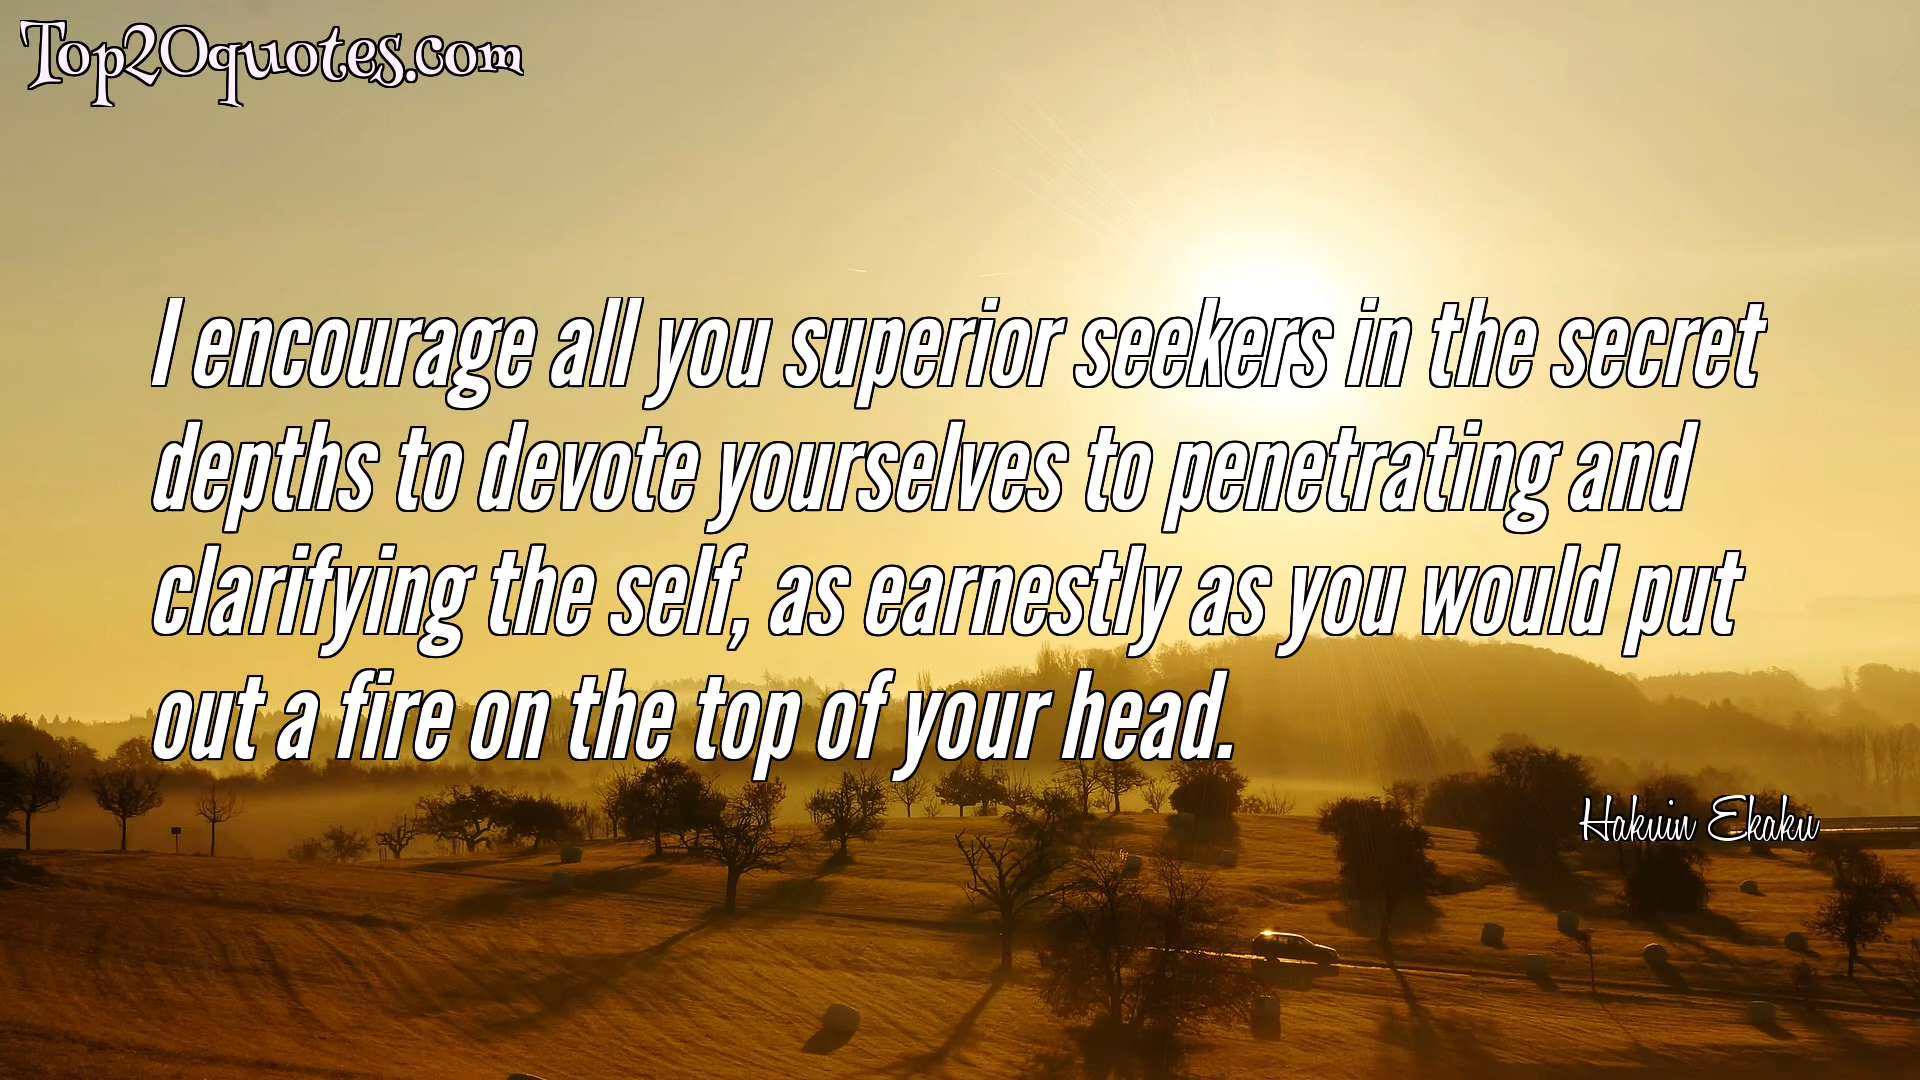 Top20quotes.com
I encourage all you superior seekers in the secret
depths to devote yourselves to penetrating and
clarifying the self, as earnestly as you would put
out a fire on the top of your head.
Hakuin Ekaku